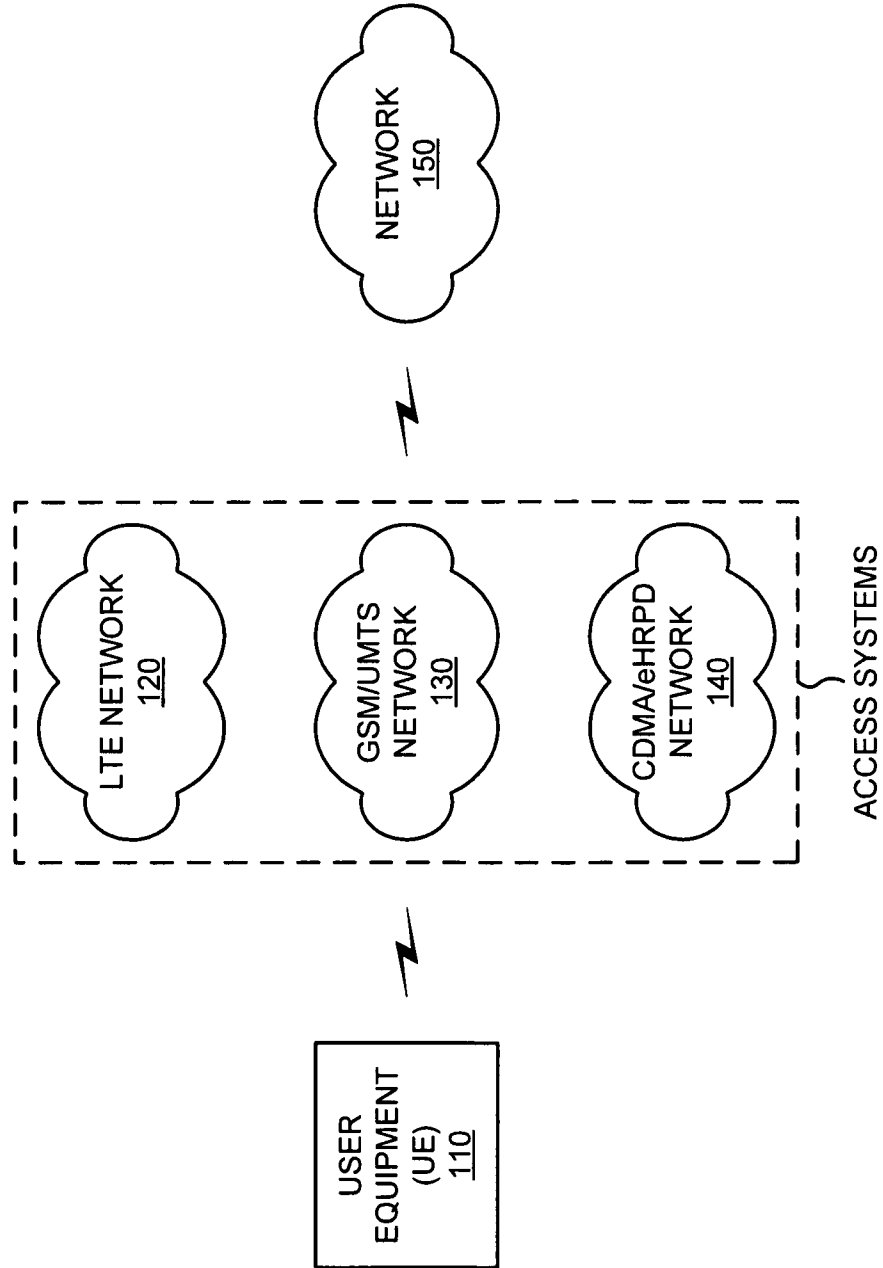 USER
EQUIPMENT
(UE)
110
LTE NETWORK
120
GSM/UMTS
NETWORK
130
CDMA/eHRPD
NETWORK
140
ACCESS SYSTEMS
NETWORK
150